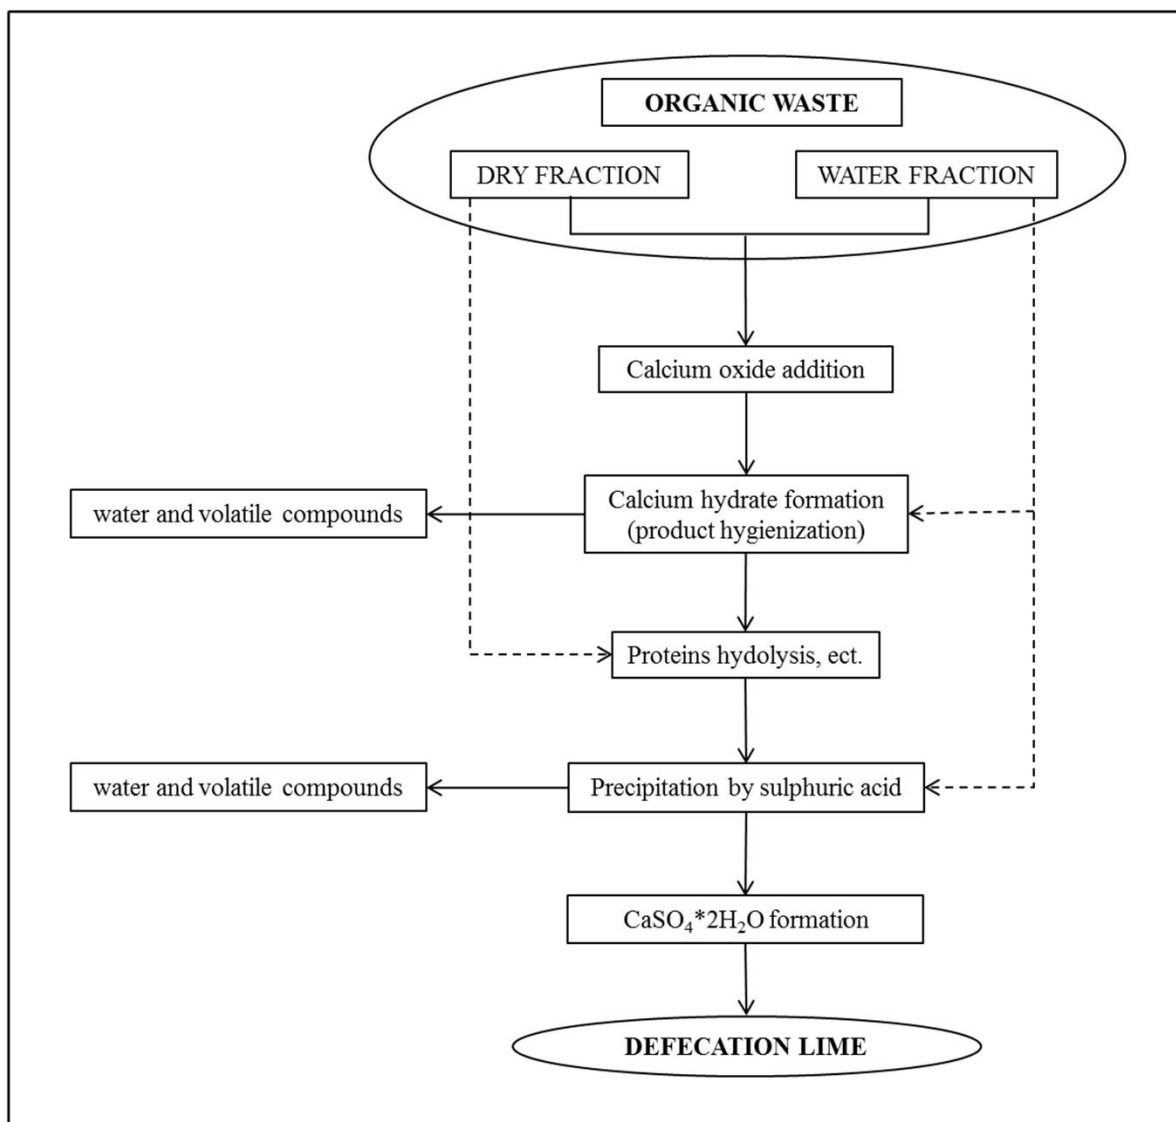 ORGANIC WASTE
DRY FRACTION
WATER FRACTION
Calcium oxide addition
water and volatile compounds
Calcium hydrate formation
(product hygienization)
Proteins hydolysis, ect.
water and volatile compounds
Precipitation by sulphuric acid
CaSO₄*2H₂O formation
DEFECATION LIME